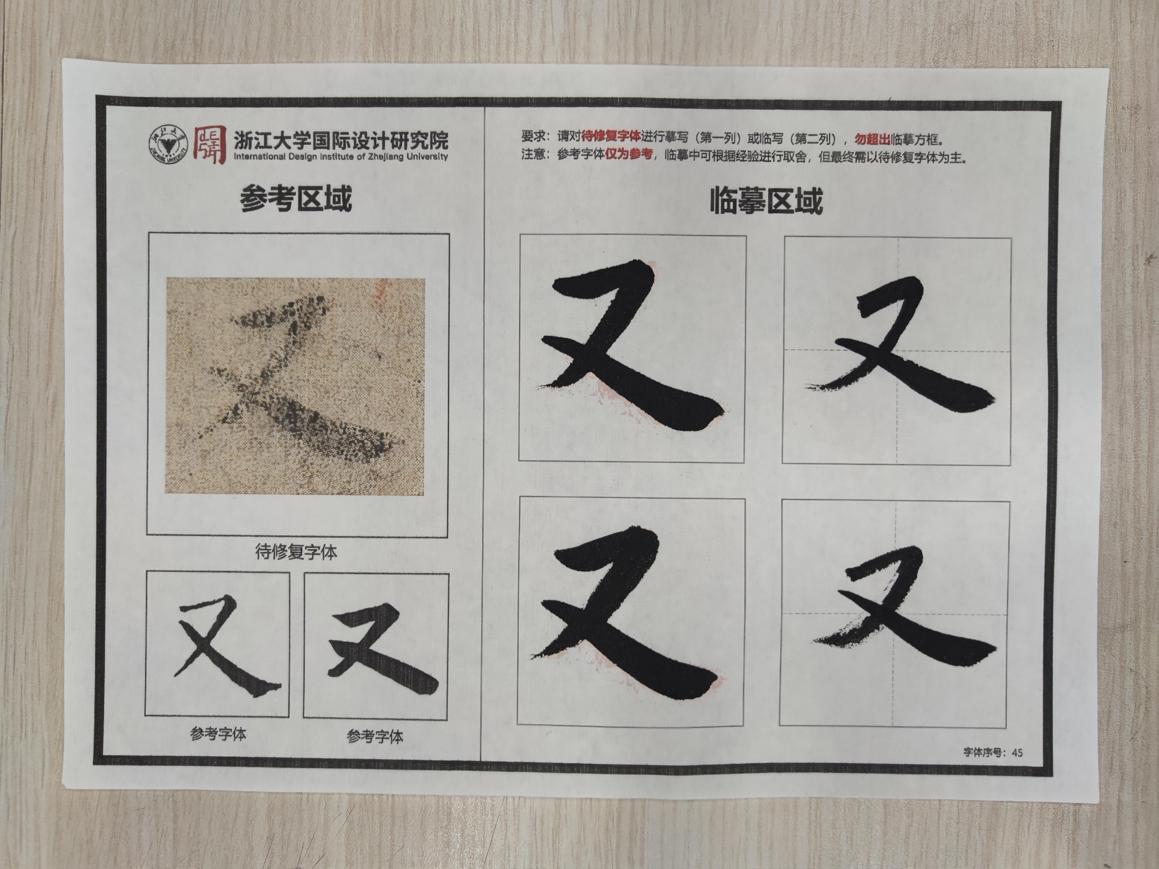 浙江大学国际设计研究院
International Design Institute of Zhejiang University
参考区域
又
待修复字体
又
又
参考字体
参考字体
要求：请对待修复字体进行摹写（第一列）或临写（第二列），勿超出临摹方框。
注意：参考字体仅为参考，临摹中可根据经验进行取舍，但最终需以待修复字体为主。
临摹区域
又
又
又
又
字体序号：45